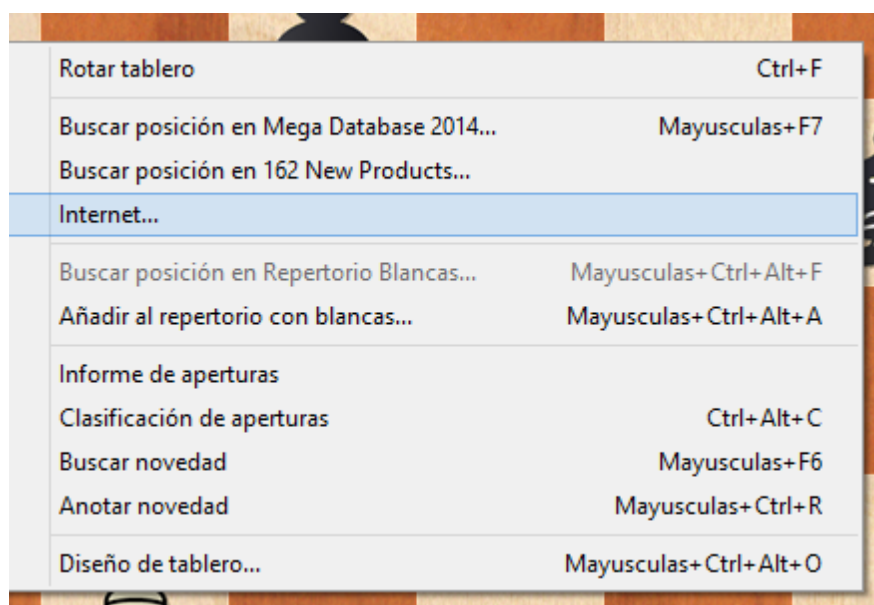 Rotar tablero Ctrl+F
Buscar posición en Mega Database 2014... Mayusculas+F7
Buscar posición en 162 New Products...
Internet...
Buscar posición en Repertorio Blancas... Mayusculas+Ctrl+Alt+F
Añadir al repertorio con blancas... Mayusculas+Ctrl+Alt+A
Informe de aperturas
Clasificación de aperturas Ctrl+Alt+C
Buscar novedad Mayusculas+F6
Anotar novedad Mayusculas+Ctrl+R
Diseño de tablero... Mayusculas+Ctrl+Alt+O